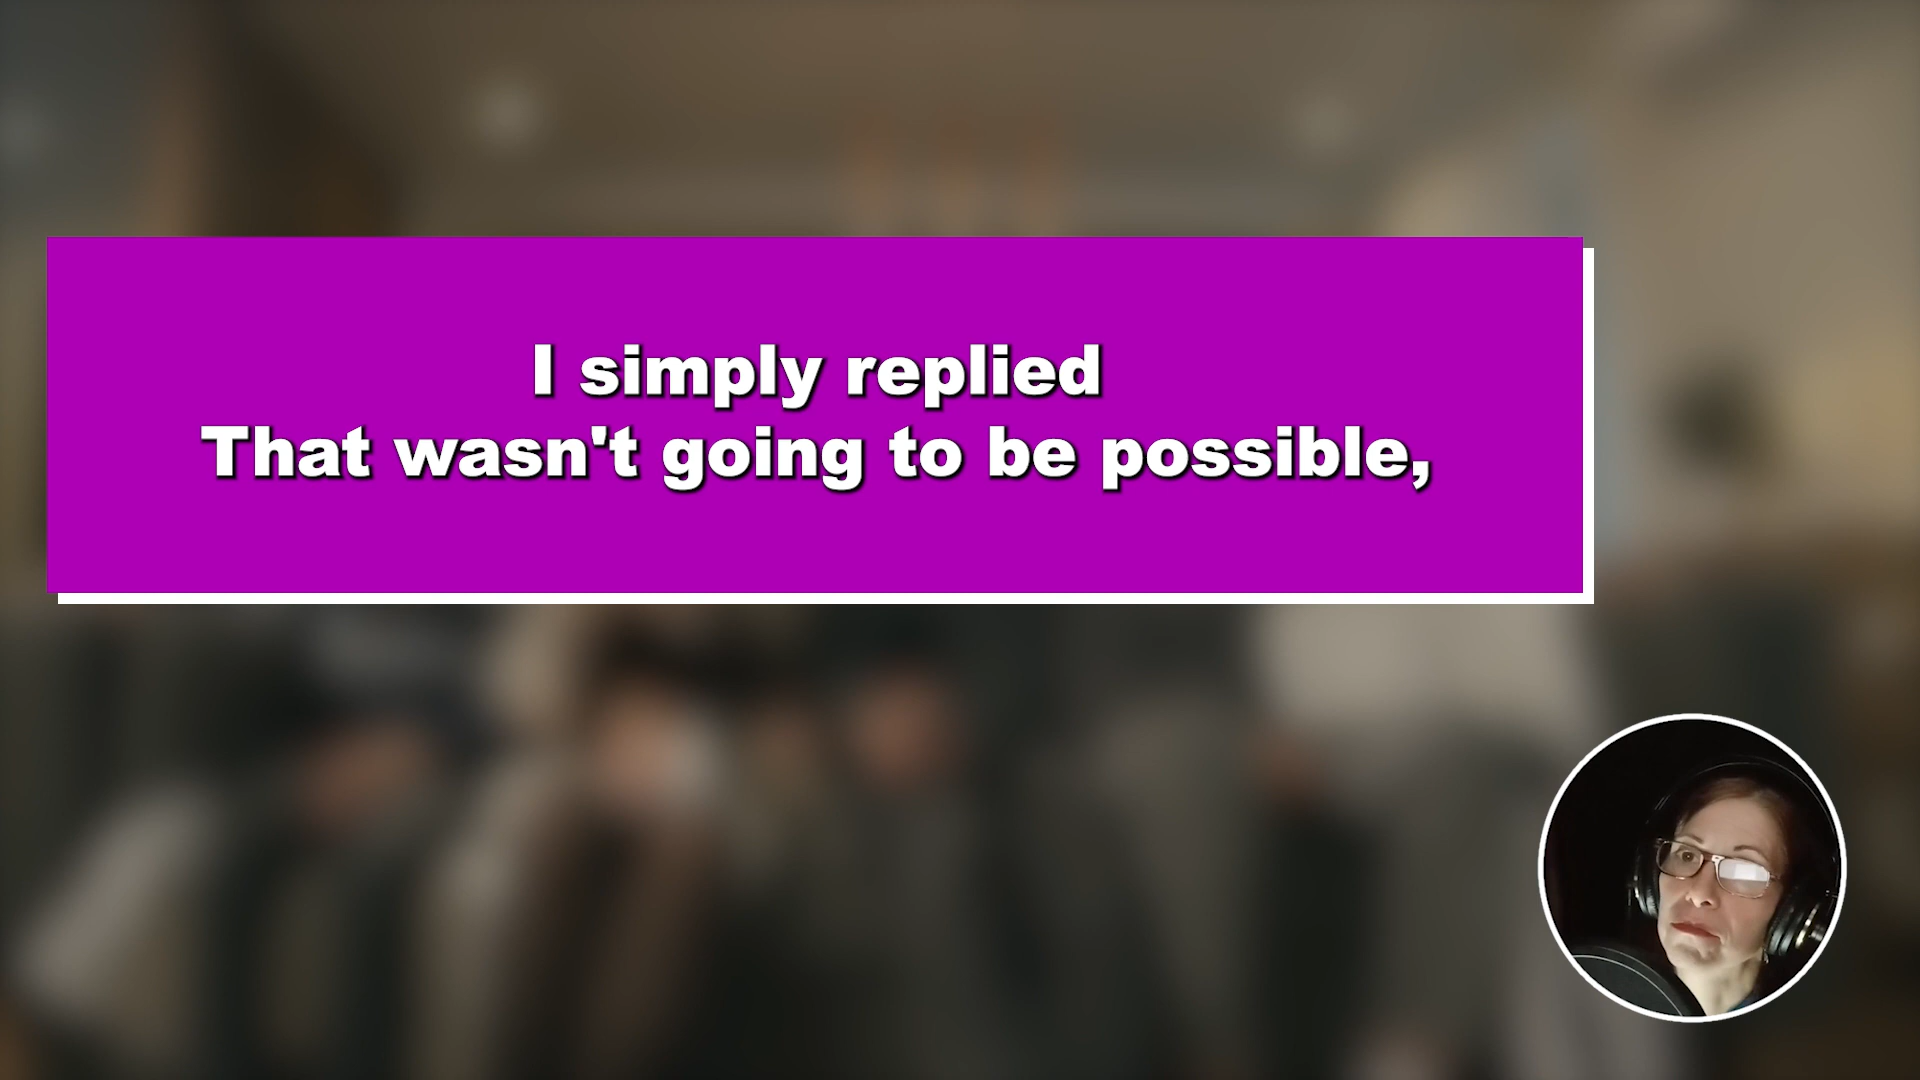 I simply replied
That wasn't going to be possible,